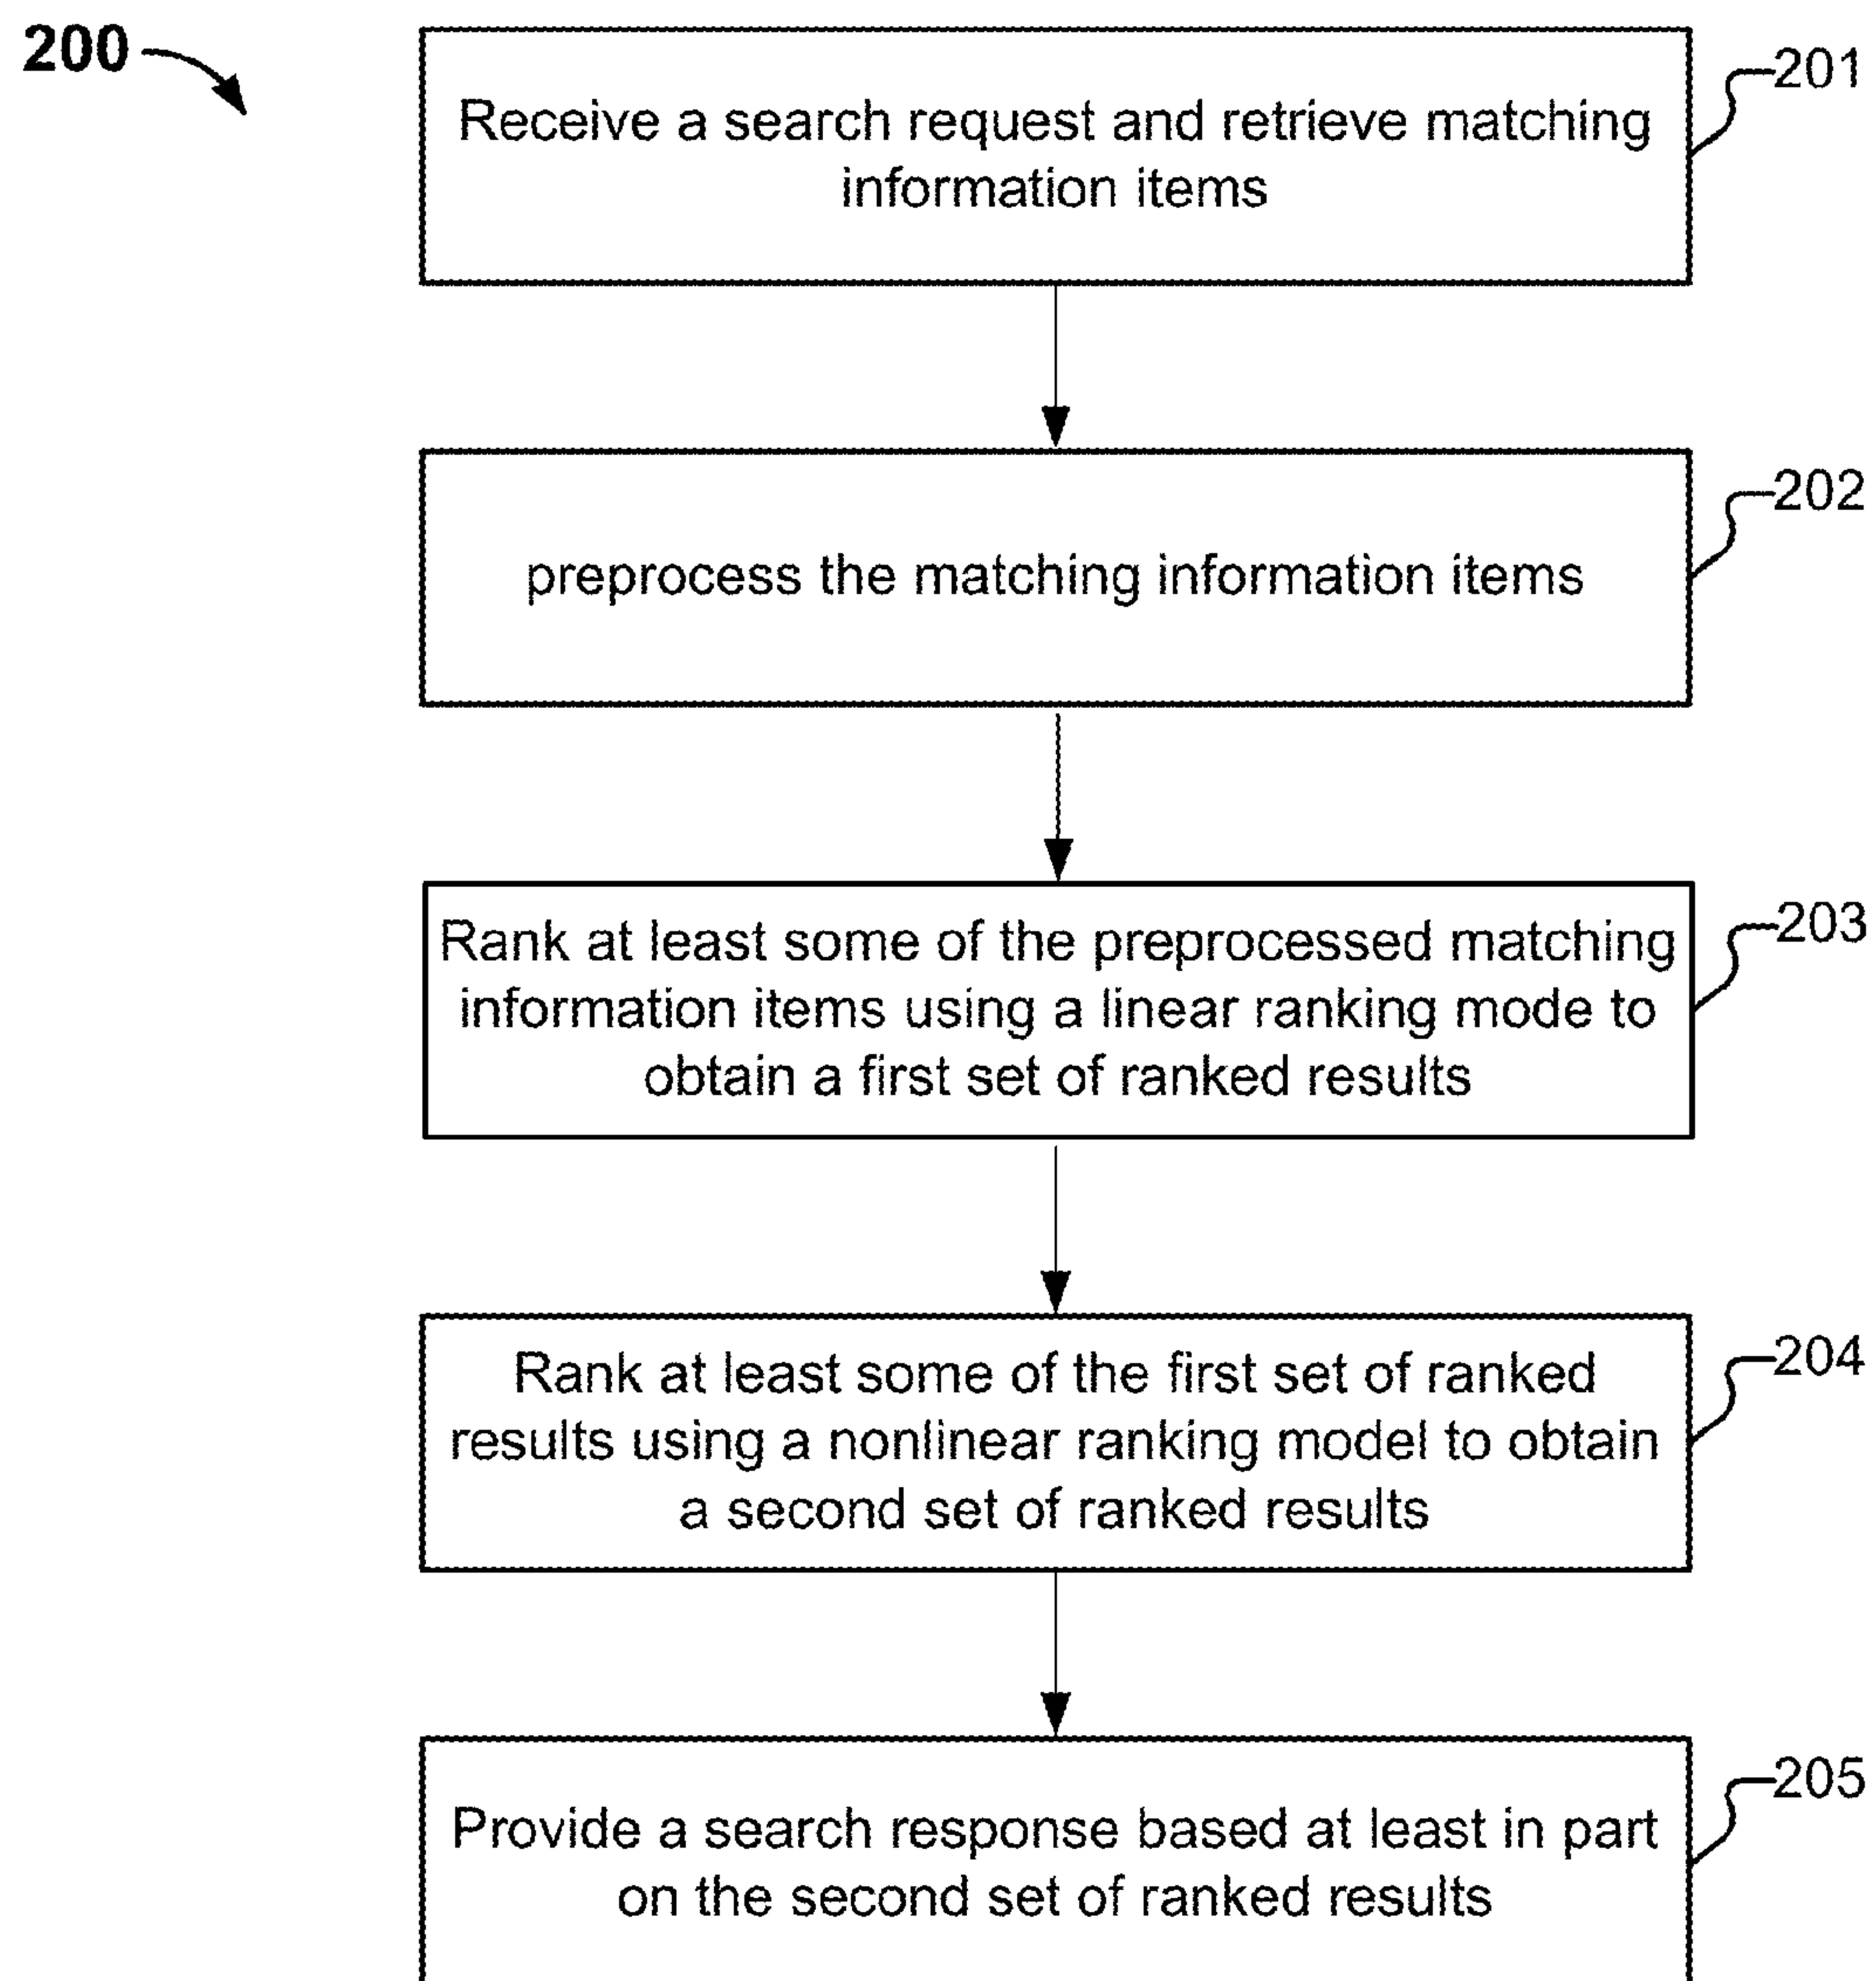 200
201
Receive a search request and retrieve matching
information items
202
preprocess the matching information items
203
Rank at least some of the preprocessed matching
information items using a linear ranking mode to
obtain a first set of ranked results
204
Rank at least some of the first set of ranked
results using a nonlinear ranking model to obtain
a second set of ranked results
205
Provide a search response based at least in part
on the second set of ranked results